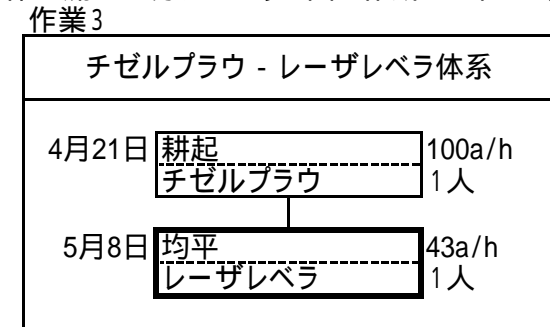 作業3
チゼルプラウ - レーザレベラ体系
4月21日 耕起 100a/h
チゼルプラウ 1人
5月8日 均平 43a/h
レーザレベラ 1人